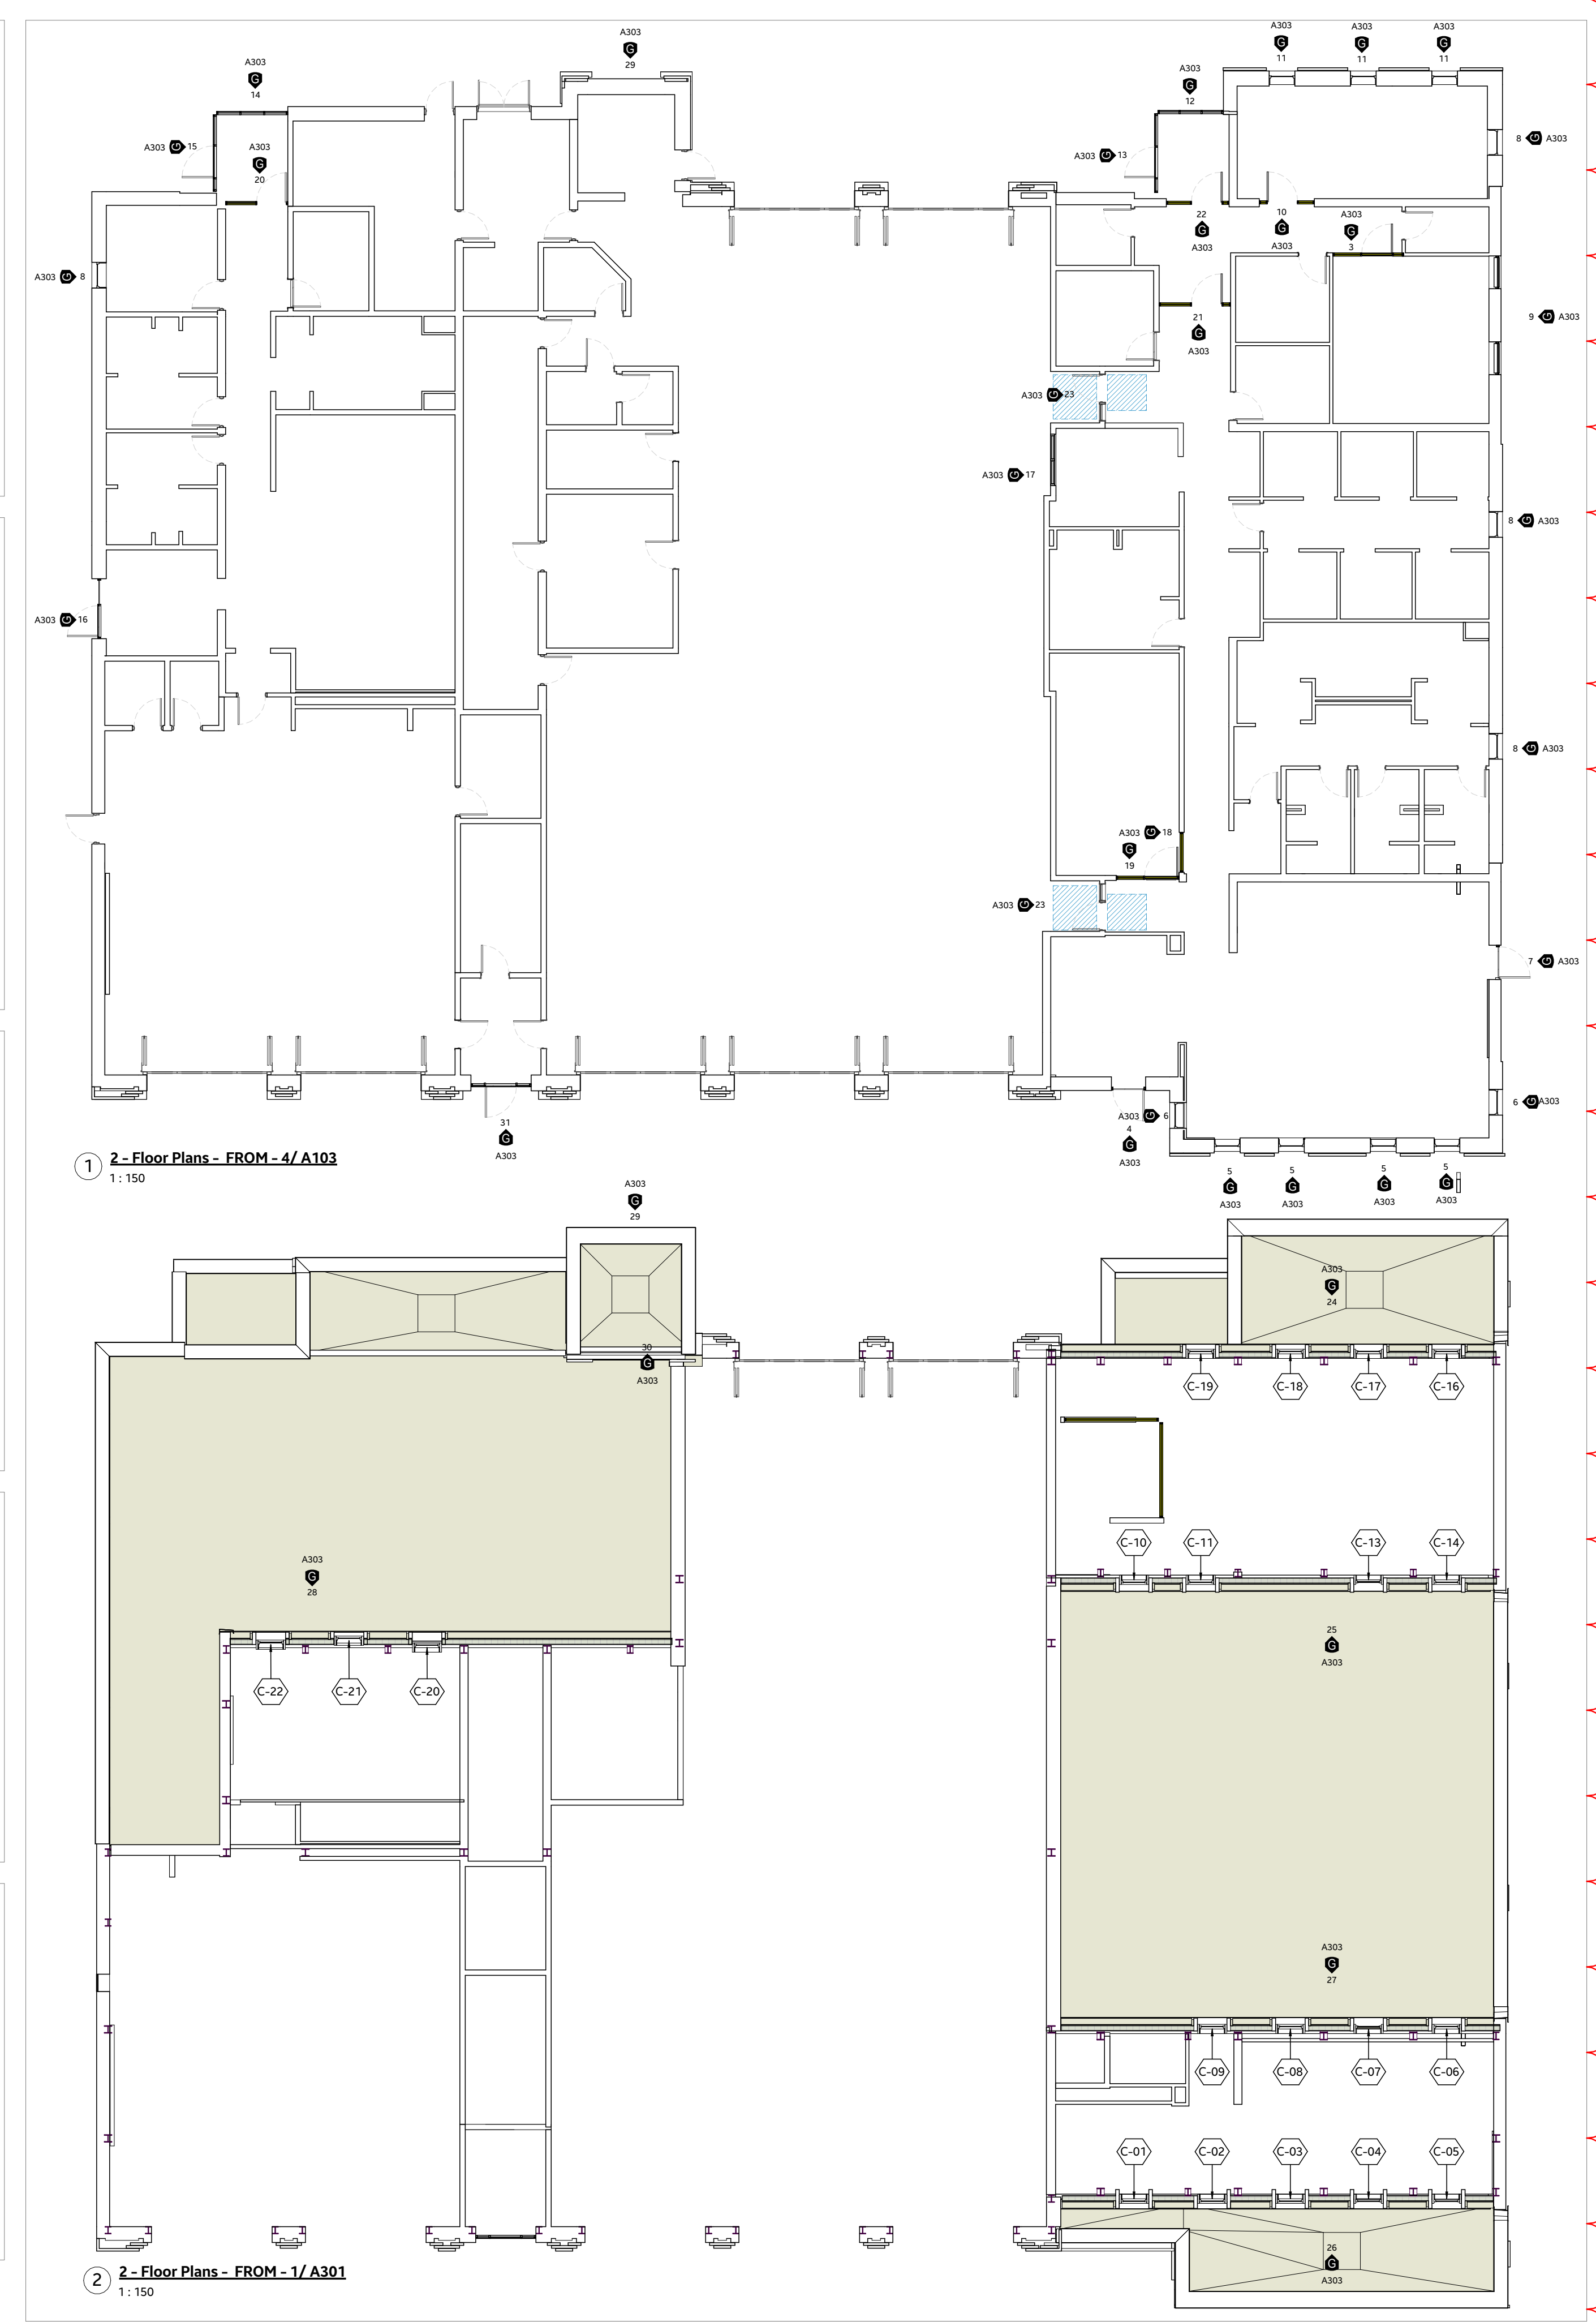 A303
G
29
A303
G
11
A303
G
11
A303
G
11
A303
G
14
A303
G
12
A303 G 15
A303
G
20
A303 G 13
8 G A303
22
G
A303
10
G
A303
A303
G
3
A303 G 8
9 G A303
21
G
A303
A303 G 23
A303 G 17
8 G A303
A303 G 16
8 G A303
A303 G 18
A303
G
19
A303 G 23
7 G A303
6 G A303
A303 G 6
4
G
A303
31
G
A303
1
2 - Floor Plans - FROM - 4/ A103
1 : 150
5
G
A303
5
G
A303
5
G
A303
5
G
A303
A303
G
29
A303
G
24
30
G
A303
C-19
C-18
C-17
C-16
C-10
C-11
C-13
C-14
A303
G
28
25
G
A303
C-22
C-21
C-20
A303
G
27
C-09
C-08
C-07
C-06
C-01
C-02
C-03
C-04
C-05
26
G
A303
2
2 - Floor Plans - FROM - 1/ A301
1 : 150